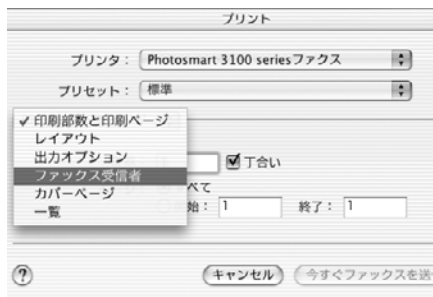 プリント
プリンタ： Photosmart 3100 seriesファクス
プリセット： 標準
✓ 印刷部数と印刷ページ
レイアウト
出力オプション
丁合い
ファックス受信者
べて
カバーページ
始： 1 終了： 1
一覧
? キャンセル 今すぐファックスを送